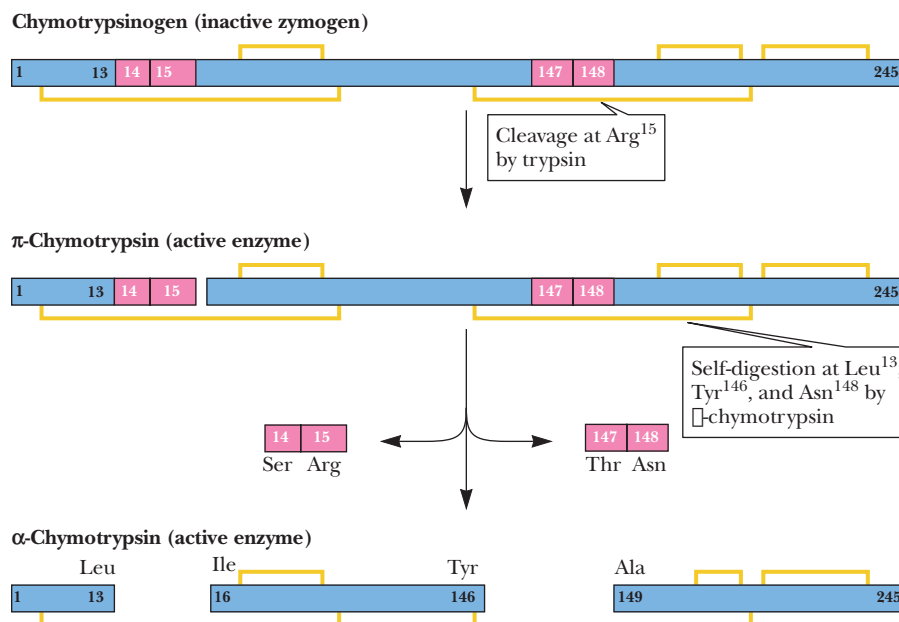 Chymotrypsinogen (inactive zymogen)
1 13 14 15 147 148 245
Cleavage at Arg15
by trypsin
π-Chymotrypsin (active enzyme)
1 13 14 15 147 148 245
Self-digestion at Leu13,
Tyr146, and Asn148 by
▯-chymotrypsin
14 15 147 148
Ser Arg Thr Asn
α-Chymotrypsin (active enzyme)
Leu Ile Tyr Ala
1 13 16 146 149 245